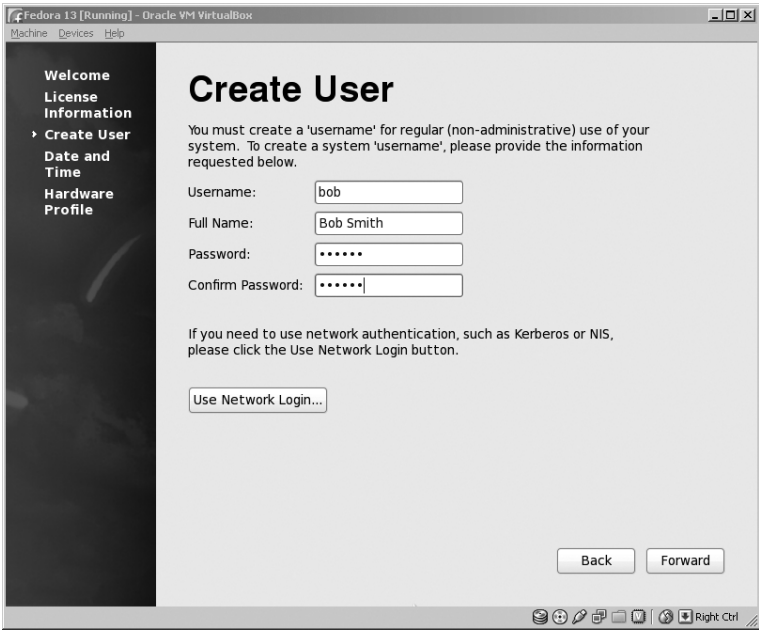 Fedora 13 [Running] - Oracle VM VirtualBox
Machine Devices Help
Welcome
License
Information
Create User
Date and
Time
Hardware
Profile
Create User
You must create a 'username' for regular (non-administrative) use of your
system. To create a system 'username', please provide the information
requested below.
Username: bob
Full Name: Bob Smith
Password: ••••••
Confirm Password: ••••••
If you need to use network authentication, such as Kerberos or NIS,
please click the Use Network Login button.
Use Network Login...
Back Forward
Right Ctrl